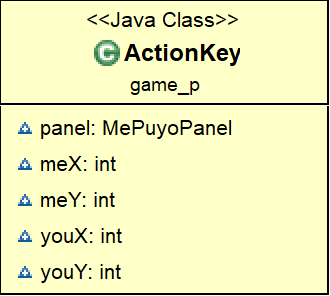 <<Java Class>>
C ActionKey
game_p
panel: MePuyoPanel
meX: int
meY: int
youX: int
youY: int